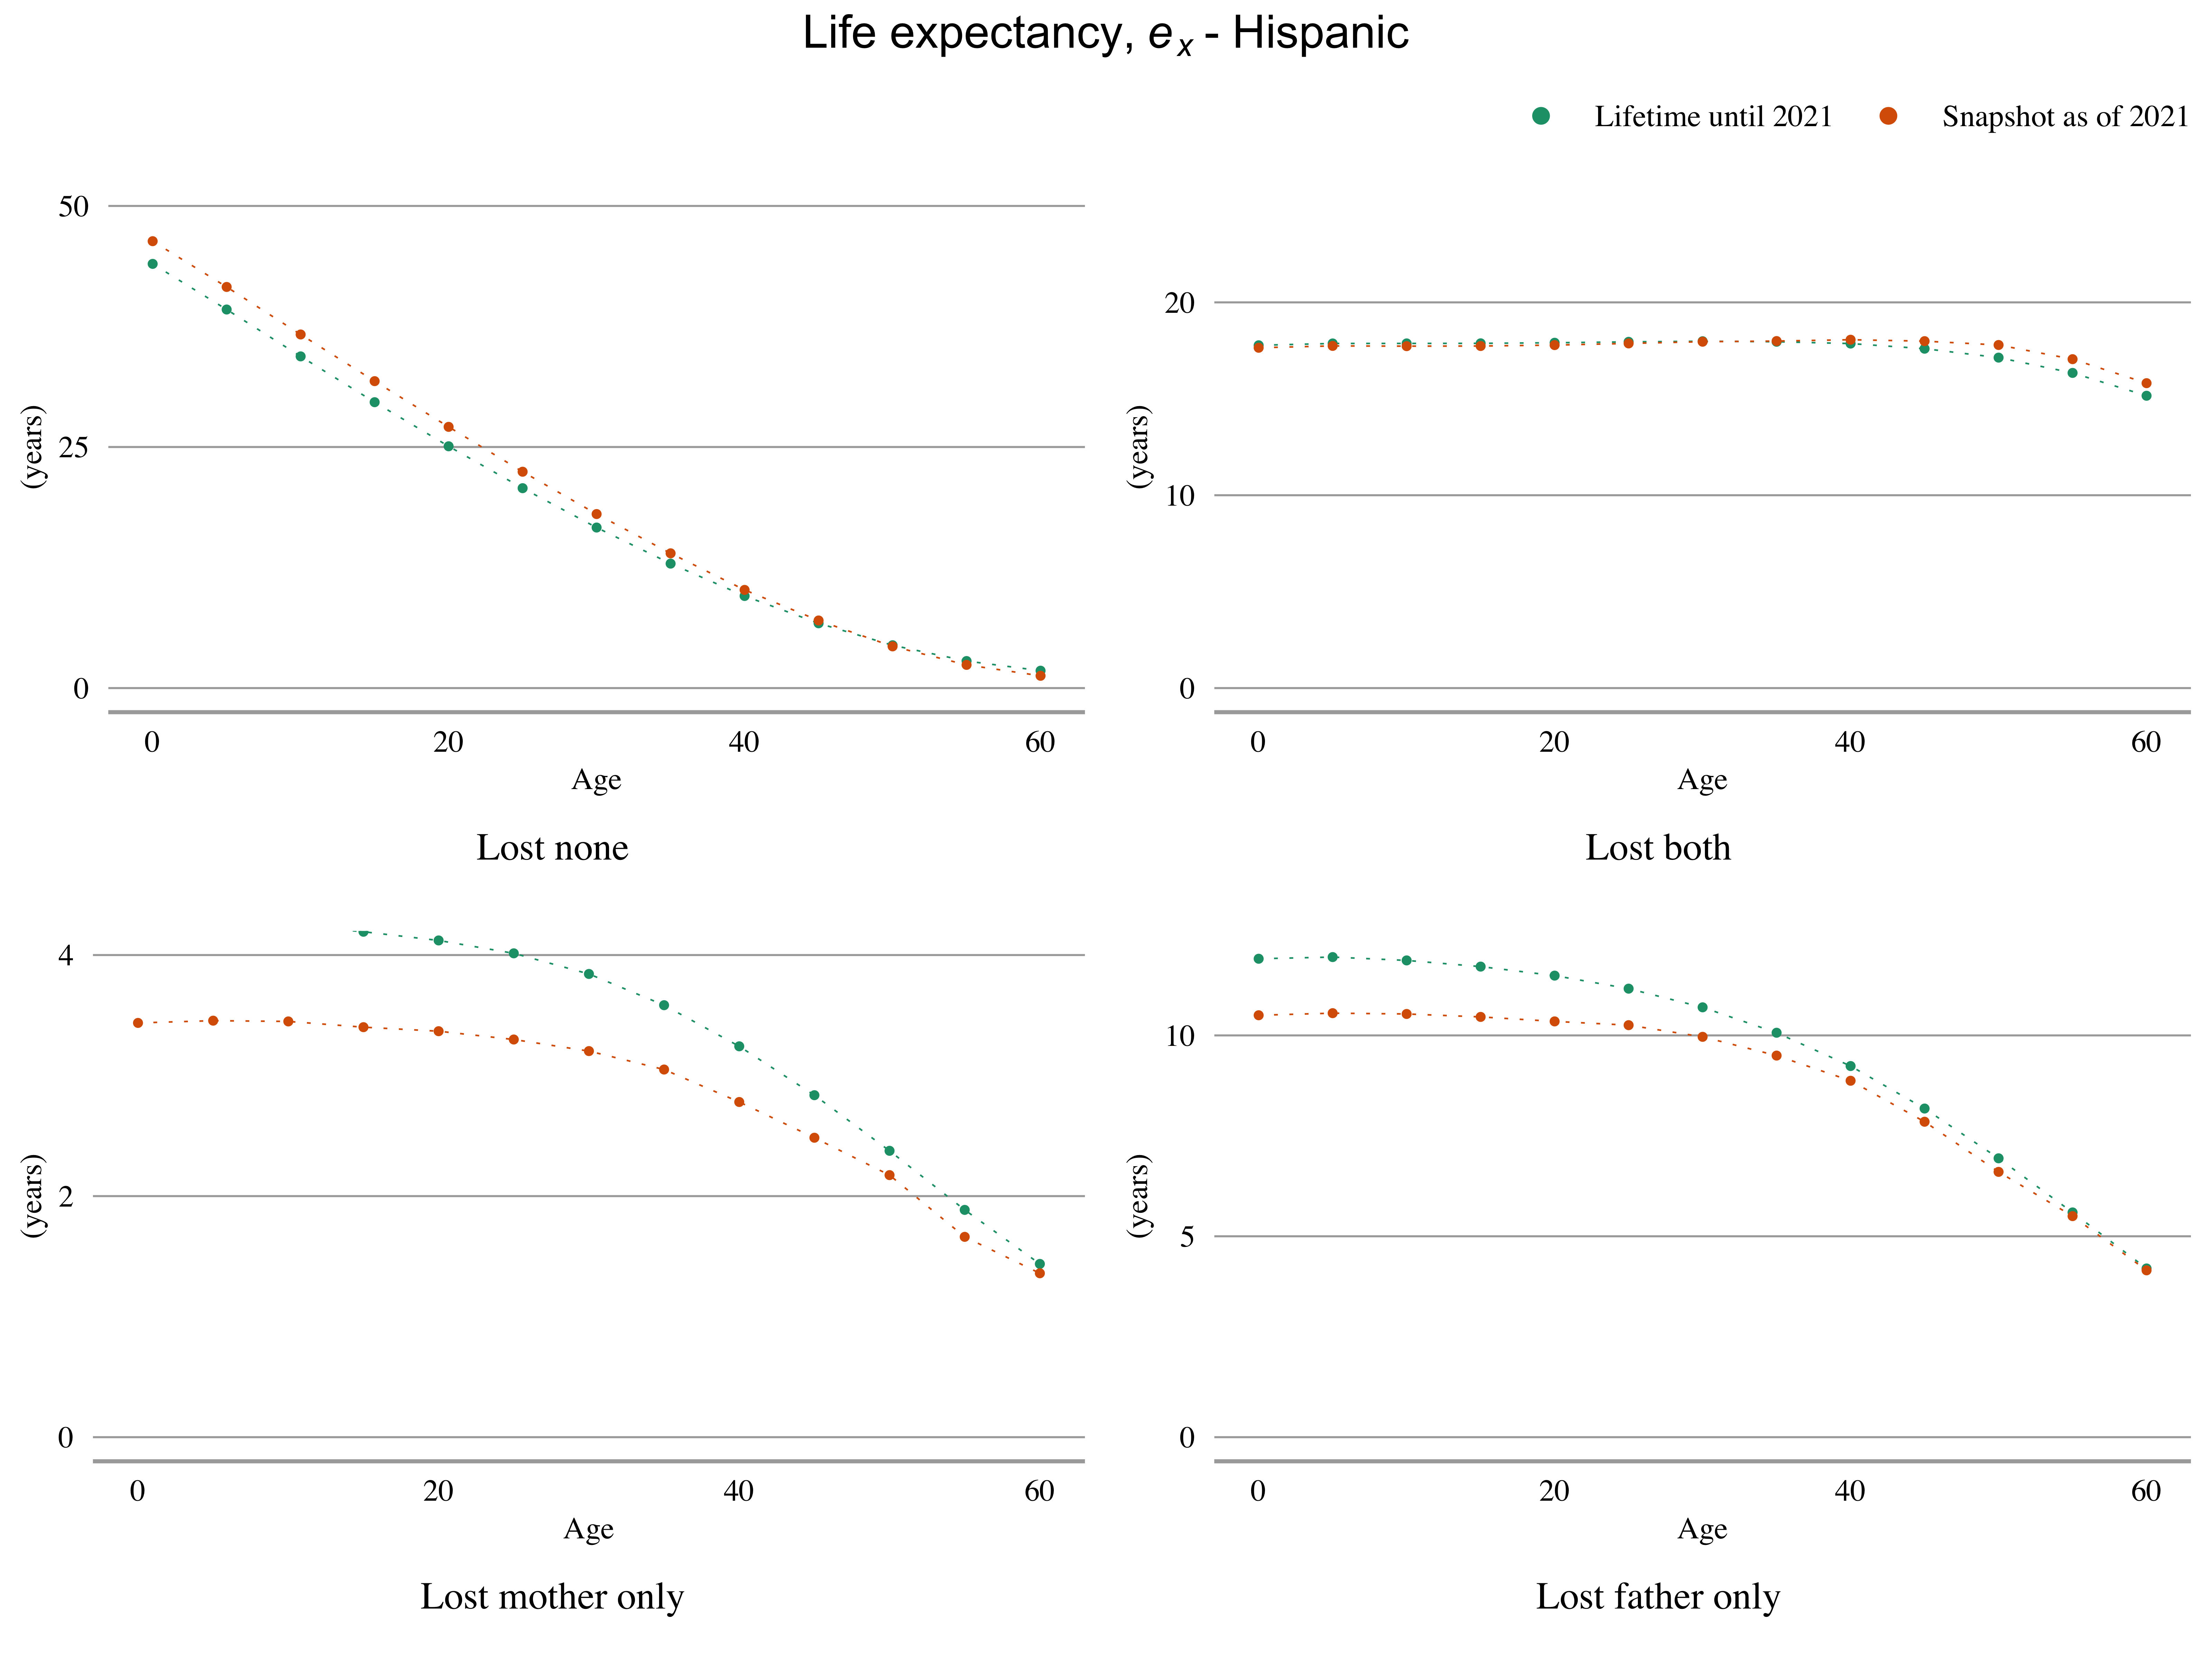 Life expectancy, e x - Hispanic
Lifetime until 2021 Snapshot as of 2021
50
25
0
(years)
0 20 40 60
Age
Lost none
20
10
0
(years)
0 20 40 60
Age
Lost both
4
2
0
(years)
0 20 40 60
Age
Lost mother only
10
5
0
(years)
0 20 40 60
Age
Lost father only